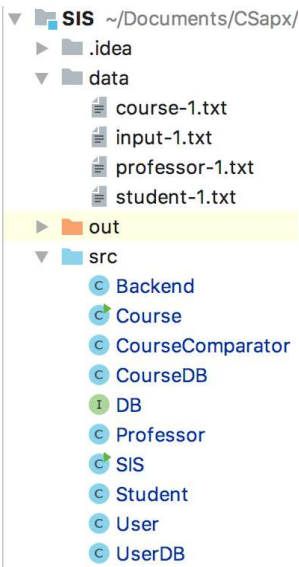 SIS ~/Documents/CSapx/
.idea
data
course-1.txt
input-1.txt
professor-1.txt
student-1.txt
out
src
C Backend
C Course
C CourseComparator
C CourseDB
I DB
C Professor
C SIS
C Student
C User
C UserDB